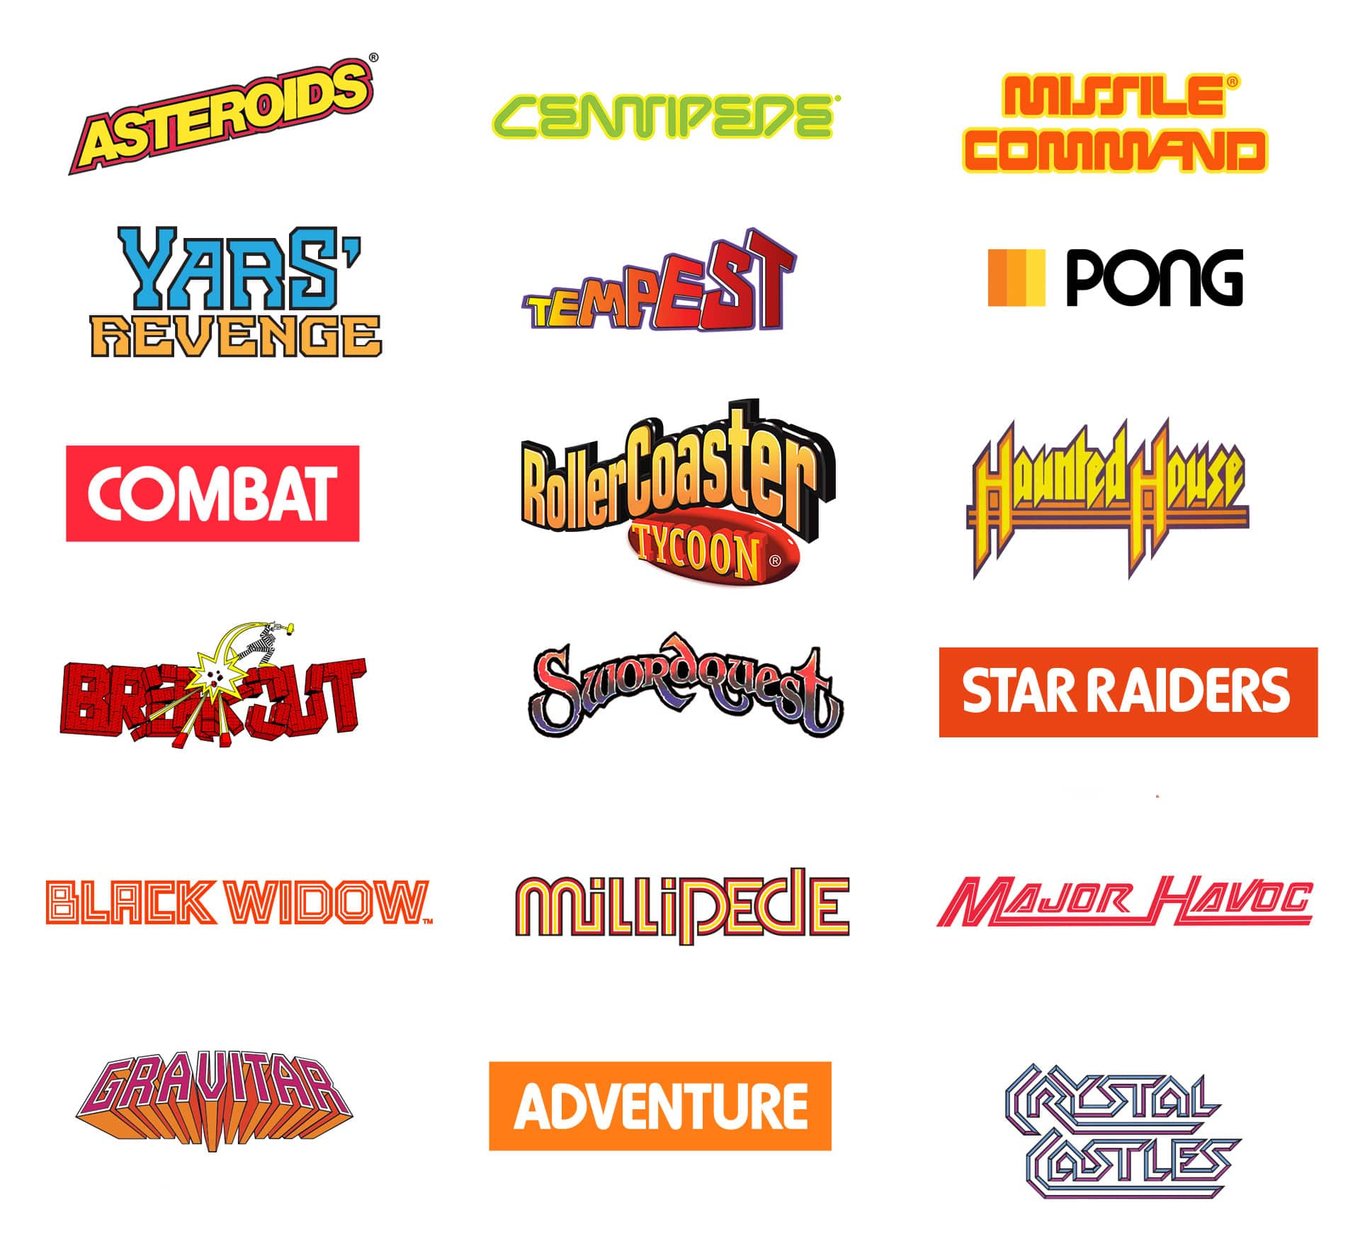 ASTEROIDS®
CENTIPEDE
MISSILE®
COMMAND
YARS'
REVENGE
TEMPEST
PONG
COMBAT
RollerCoaster
TYCOON®
Haunted House
BREAKOUT
SWORDQUEST
STAR RAIDERS
BLACK WIDOW™
MILLIPEDE
MAJOR HAVOC
GRAVITAR
ADVENTURE
CRYSTAL
CASTLES